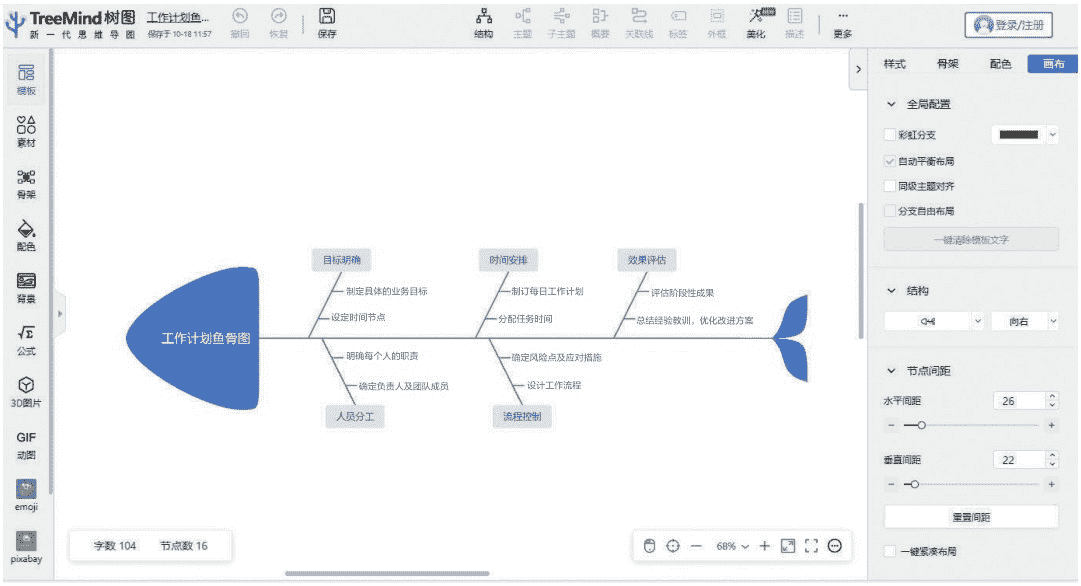 TreeMind树图
新一代思维导图
工作计划鱼...
保存于 10-18 11:57
撤回
恢复
保存
结构
主题
子主题
概要
关联线
标签
外框
美化
描述
更多
登录/注册
模板
素材
骨架
配色
背景
公式
3D图片
GIF
动图
emoji
pixabay
目标明确
时间安排
效果评估
制定具体的业务目标
制订每日工作计划
评估阶段性成果
设定时间节点
分配任务时间
总结经验教训，优化改进方案
工作计划鱼骨图
明确每个人的职责
确定风险点及应对措施
确定负责人及团队成员
设计工作流程
人员分工
流程控制
字数 104 节点数 16
68%
样式
骨架
配色
画布
全局配置
彩虹分支
自动平衡布局
同级主题对齐
分支自由布局
一键清除模板文字
结构
向右
节点间距
水平间距
26
垂直间距
22
重置间距
一键紧凑布局